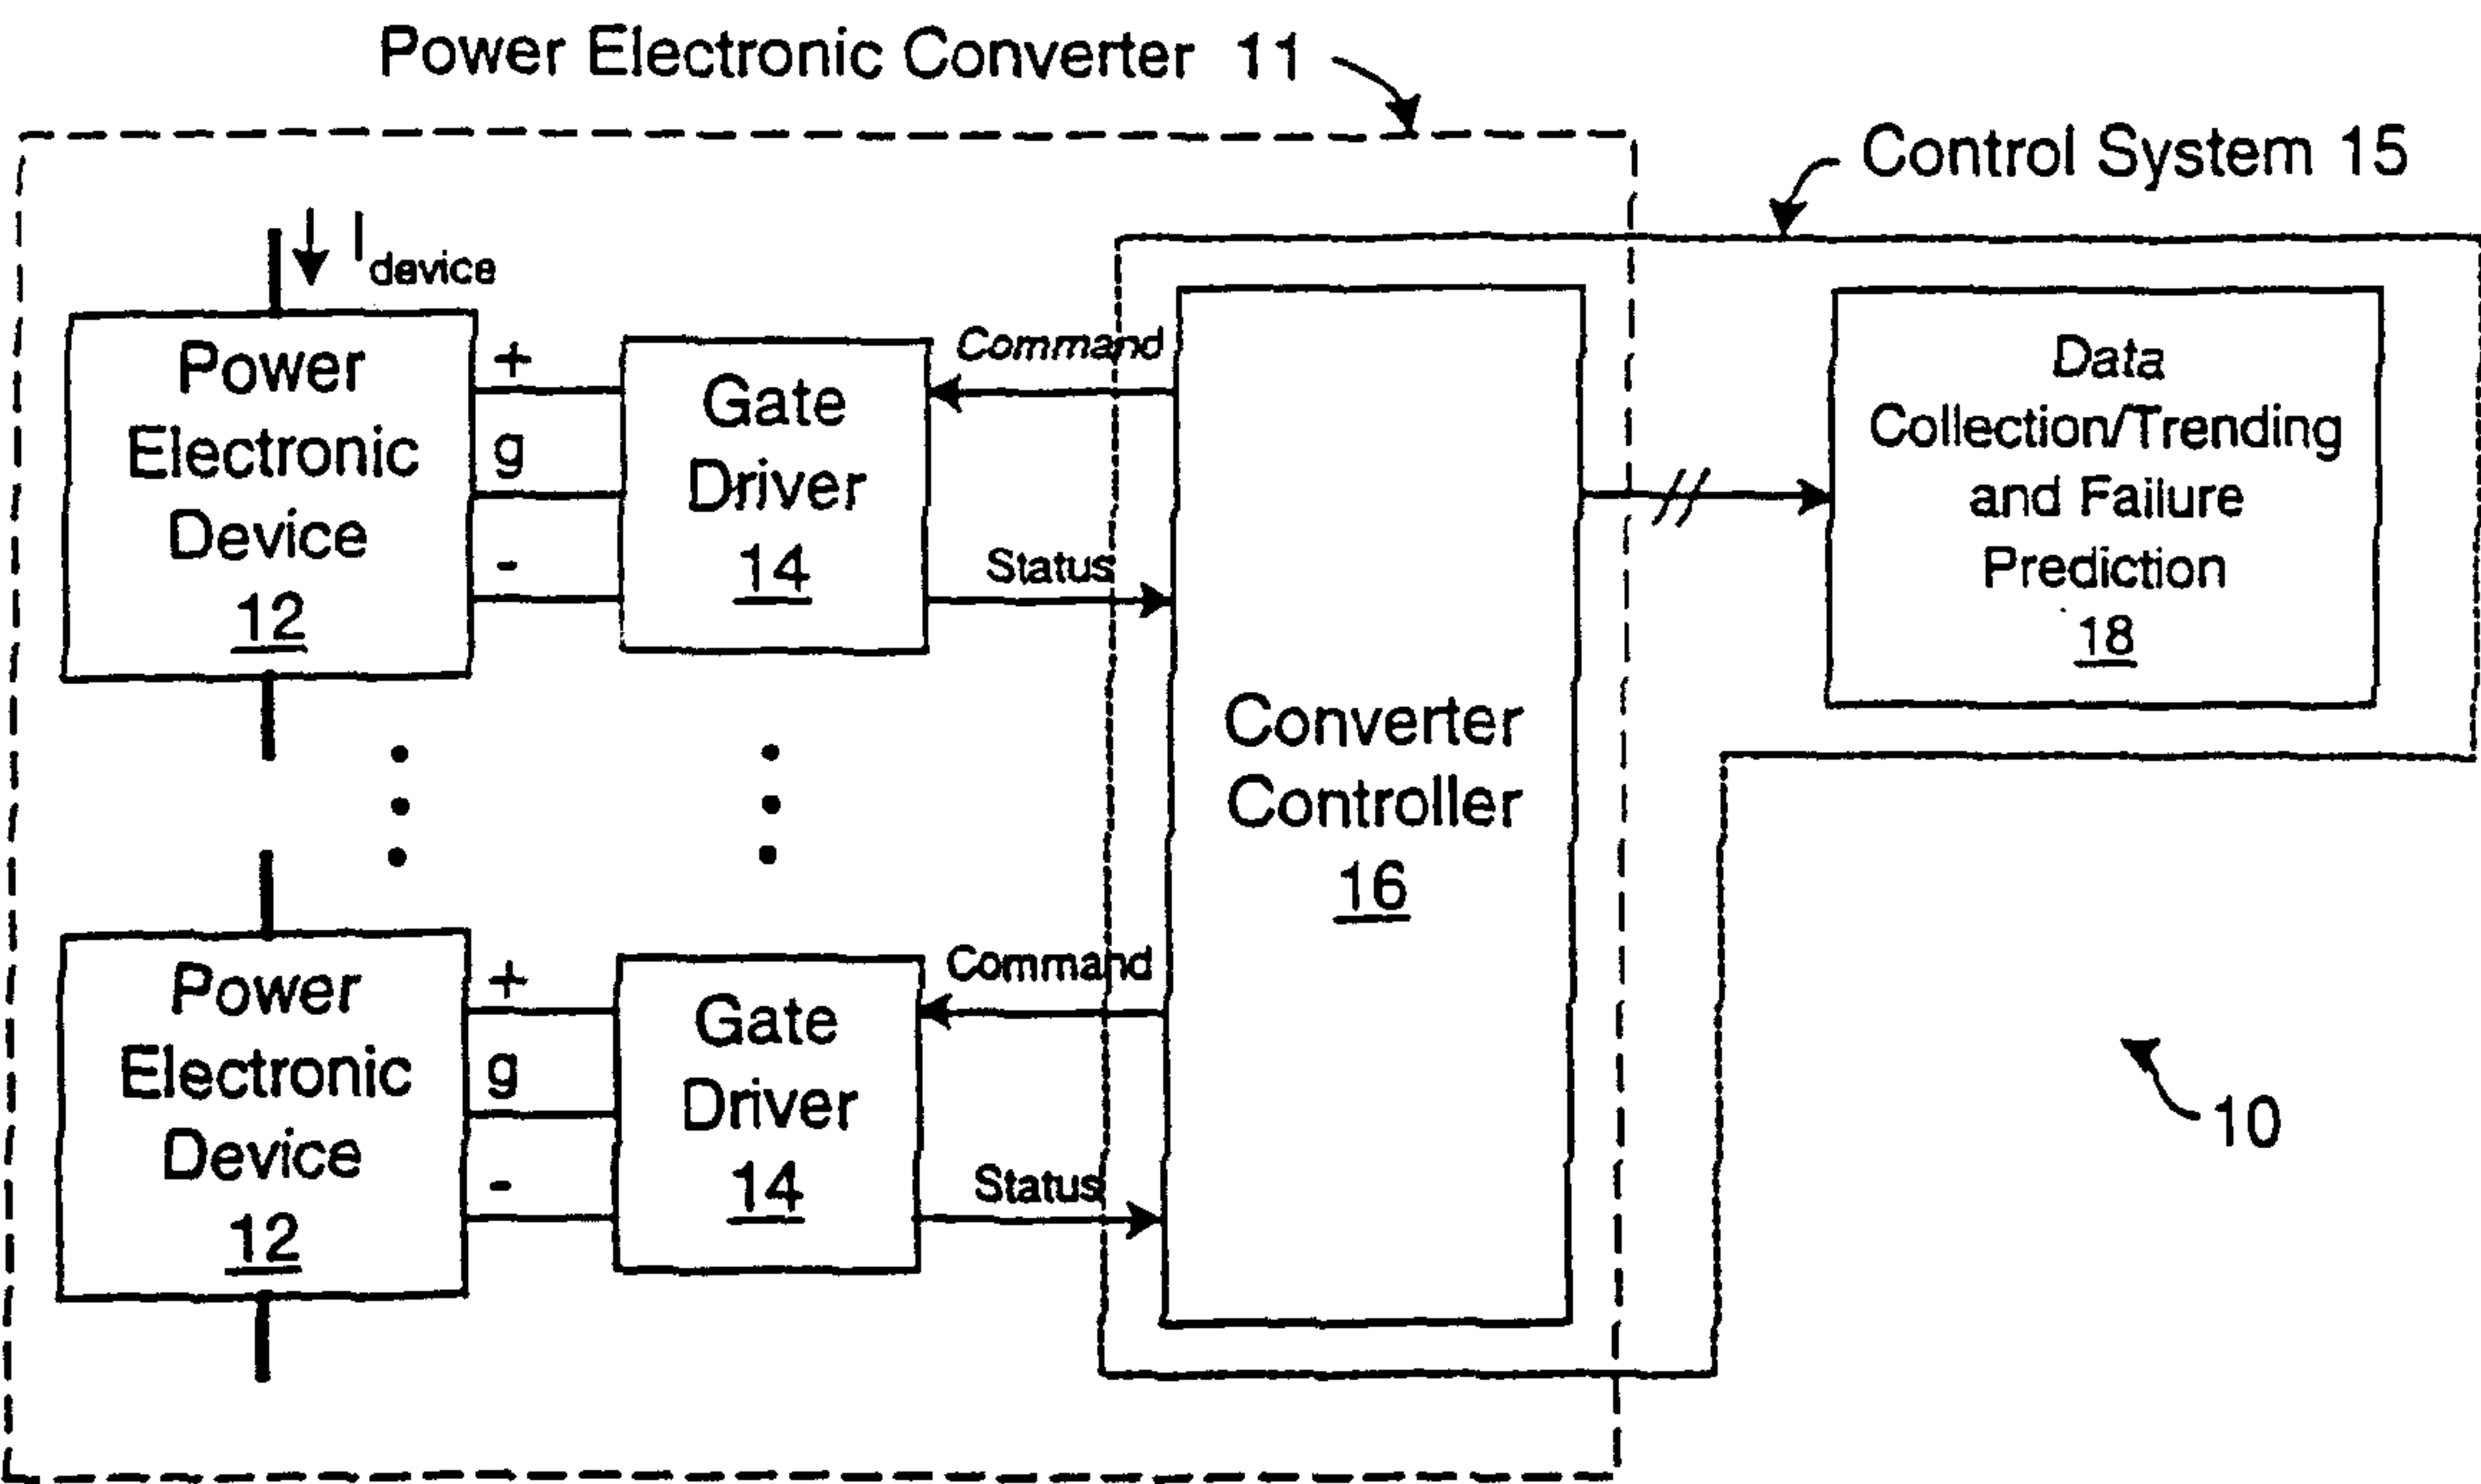 Power Electronic Converter 11
Control System 15
I device
Power
Electronic
Device
12
+
g
-
Gate
Driver
14
Command
Status
Converter
Controller
16
Data
Collection/Trending
and Failure
Prediction
18
Power
Electronic
Device
12
+
g
-
Gate
Driver
14
Command
Status
10